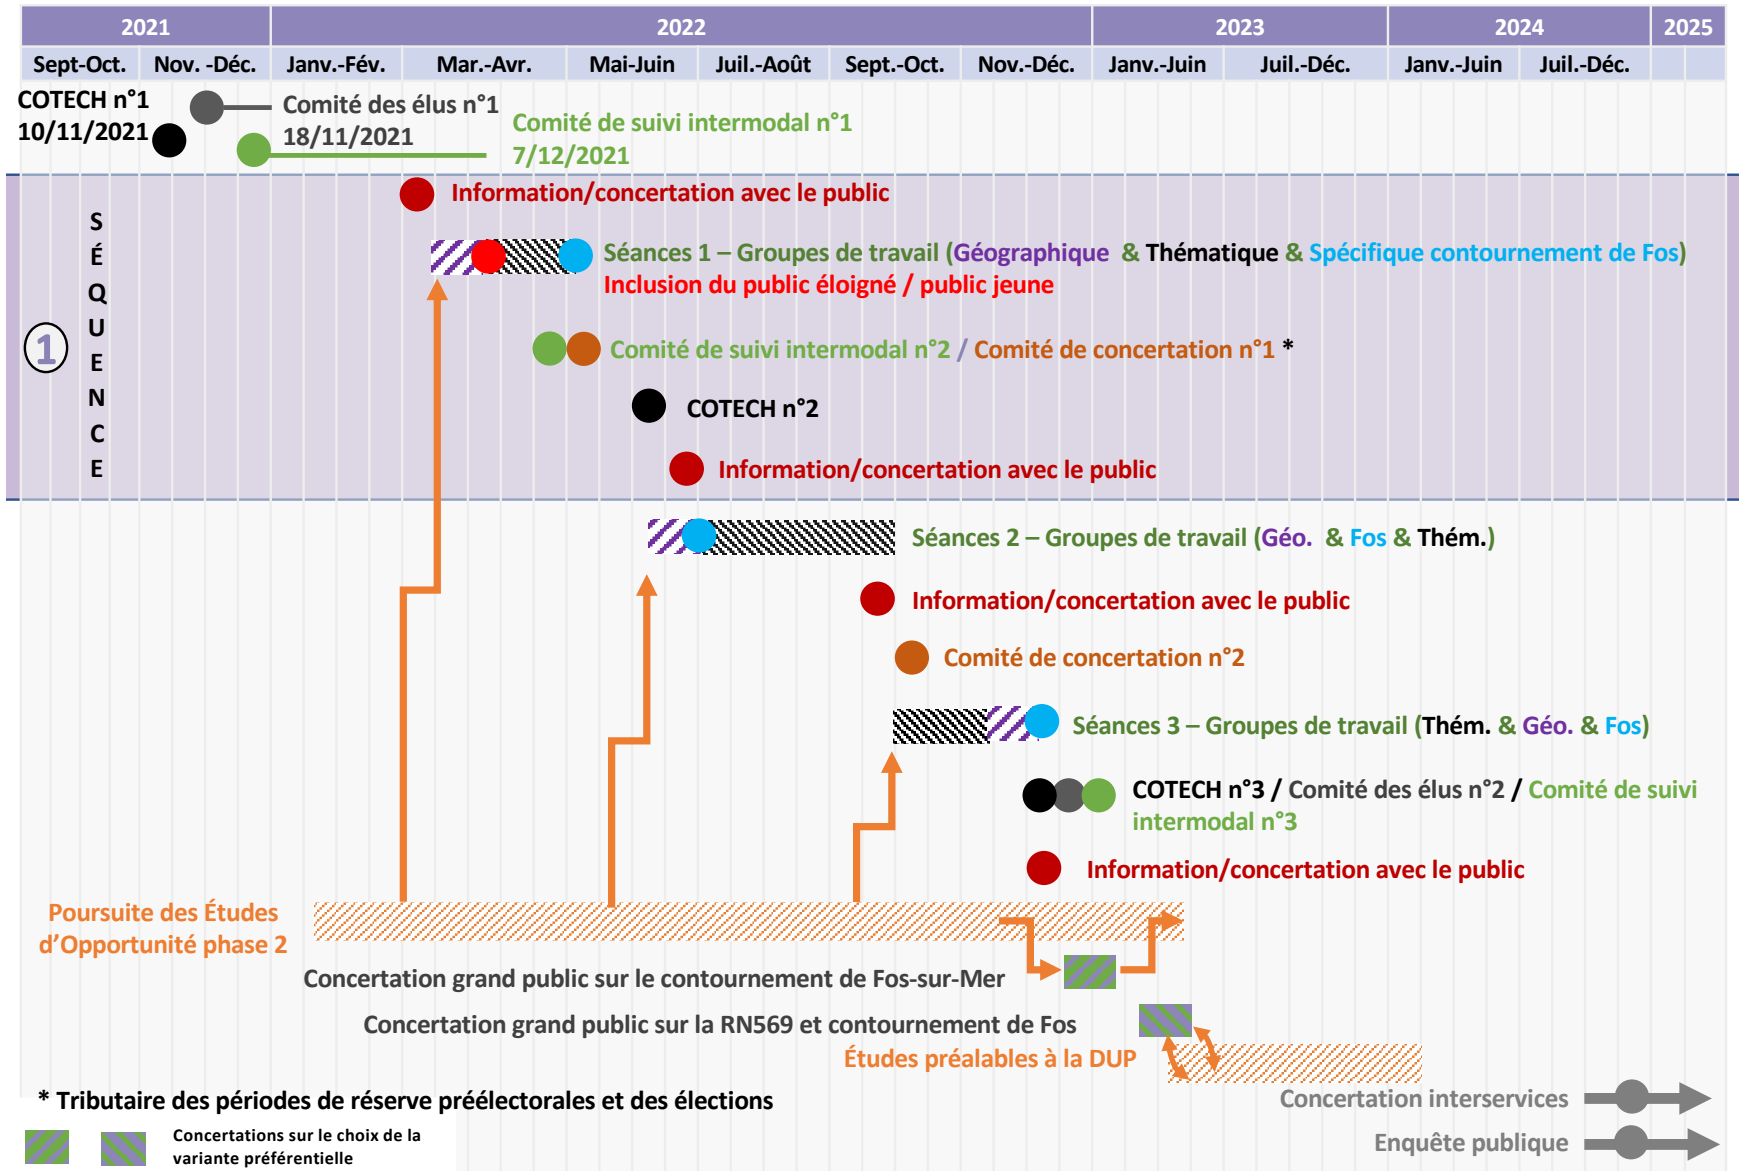 2021 2022 2023 2024 2025
Sept-Oct. Nov. -Déc. Janv.-Fév. Mar.-Avr. Mai-Juin Juil.-Août Sept.-Oct. Nov.-Déc. Janv.-Juin Juil.-Déc. Janv.-Juin Juil.-Déc.
COTECH n°1
10/11/2021
Comité des élus n°1
18/11/2021
Comité de suivi intermodal n°1
7/12/2021
1
S
É
Q
U
E
N
C
E
Information/concertation avec le public
Séances 1 – Groupes de travail (Géographique & Thématique & Spécifique contournement de Fos)
Inclusion du public éloigné / public jeune
Comité de suivi intermodal n°2 / Comité de concertation n°1 *
COTECH n°2
Information/concertation avec le public
Séances 2 – Groupes de travail (Géo. & Fos & Thém.)
Information/concertation avec le public
Comité de concertation n°2
Séances 3 – Groupes de travail (Thém. & Géo. & Fos)
COTECH n°3 / Comité des élus n°2 / Comité de suivi
intermodal n°3
Information/concertation avec le public
Poursuite des Études
d'Opportunité phase 2
Concertation grand public sur le contournement de Fos-sur-Mer
Concertation grand public sur la RN569 et contournement de Fos
Études préalables à la DUP
* Tributaire des périodes de réserve préélectorales et des élections
Concertation interservices
Enquête publique
Concertations sur le choix de la
variante préférentielle